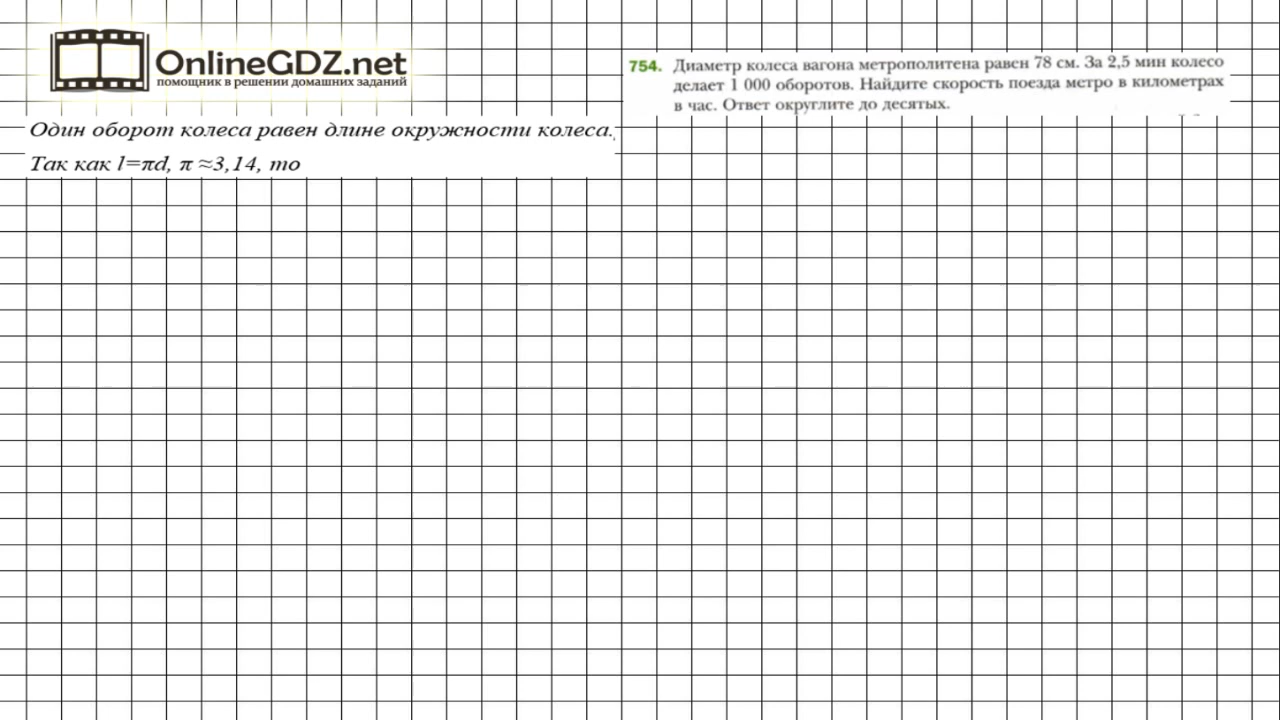 OnlineGDZ.net
помощник в решении домашних заданий
754. Диаметр колеса вагона метрополитена равен 78 см. За 2,5 мин колесо
делает 1 000 оборотов. Найдите скорость поезда метро в километрах
в час. Ответ округлите до десятых.
Один оборот колеса равен длине окружности колеса.
Так как l=πd, π ≈3,14, то